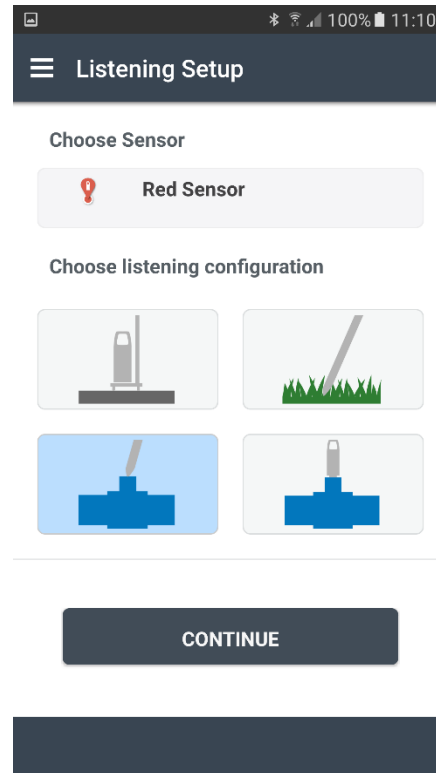 100% 11:10
Listening Setup
Choose Sensor
Red Sensor
Choose listening configuration
CONTINUE